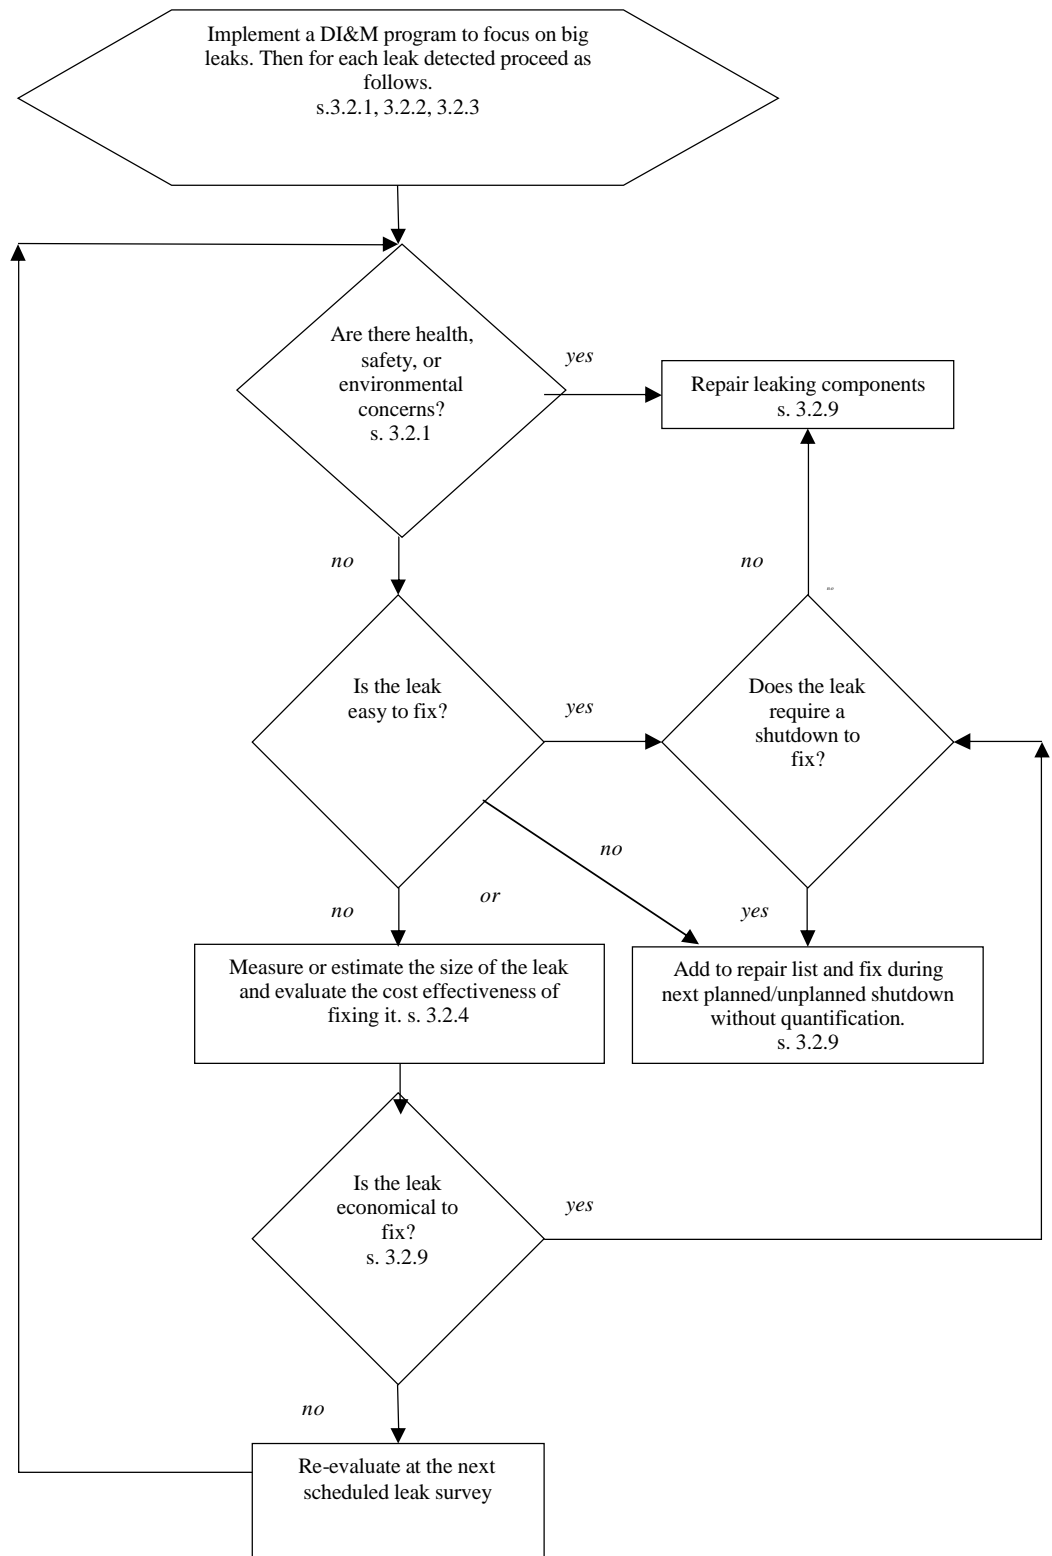 Implement a DI&M program to focus on big
leaks. Then for each leak detected proceed as
follows.
s.3.2.1, 3.2.2, 3.2.3
Are there health,
safety, or
environmental
concerns?
s. 3.2.1
yes
Repair leaking components
s. 3.2.9
no
no
Is the leak
easy to fix?
yes
Does the leak
require a
shutdown to
fix?
no
no
or
yes
Measure or estimate the size of the leak
and evaluate the cost effectiveness of
fixing it. s. 3.2.4
Add to repair list and fix during
next planned/unplanned shutdown
without quantification.
s. 3.2.9
Is the leak
economical to
fix?
s. 3.2.9
yes
no
Re-evaluate at the next
scheduled leak survey